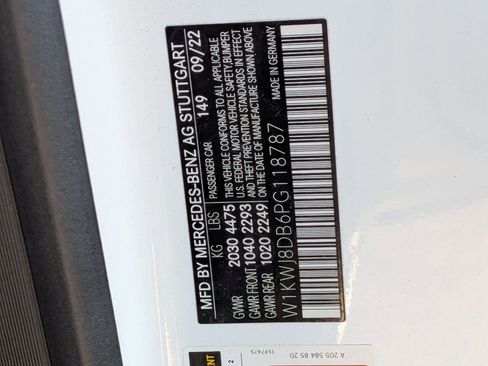 MFD BY MERCEDES-BENZ AG STUTTGART
149 09/22
KG LBS PASSENGER CAR
GVWR 2030 4475 THIS VEHICLE CONFORMS TO ALL APPLICABLE
U.S. FEDERAL MOTOR VEHICLE SAFETY, BUMPER
GAWR FRONT 1040 2293 AND THEFT PREVENTION STANDARDS IN EFFECT
GAWR REAR 1020 2249 ON THE DATE OF MANUFACTURE SHOWN ABOVE
W1KWJ8DB6PG118787 MADE IN GERMANY
A 205 584 85 20
1597675
2